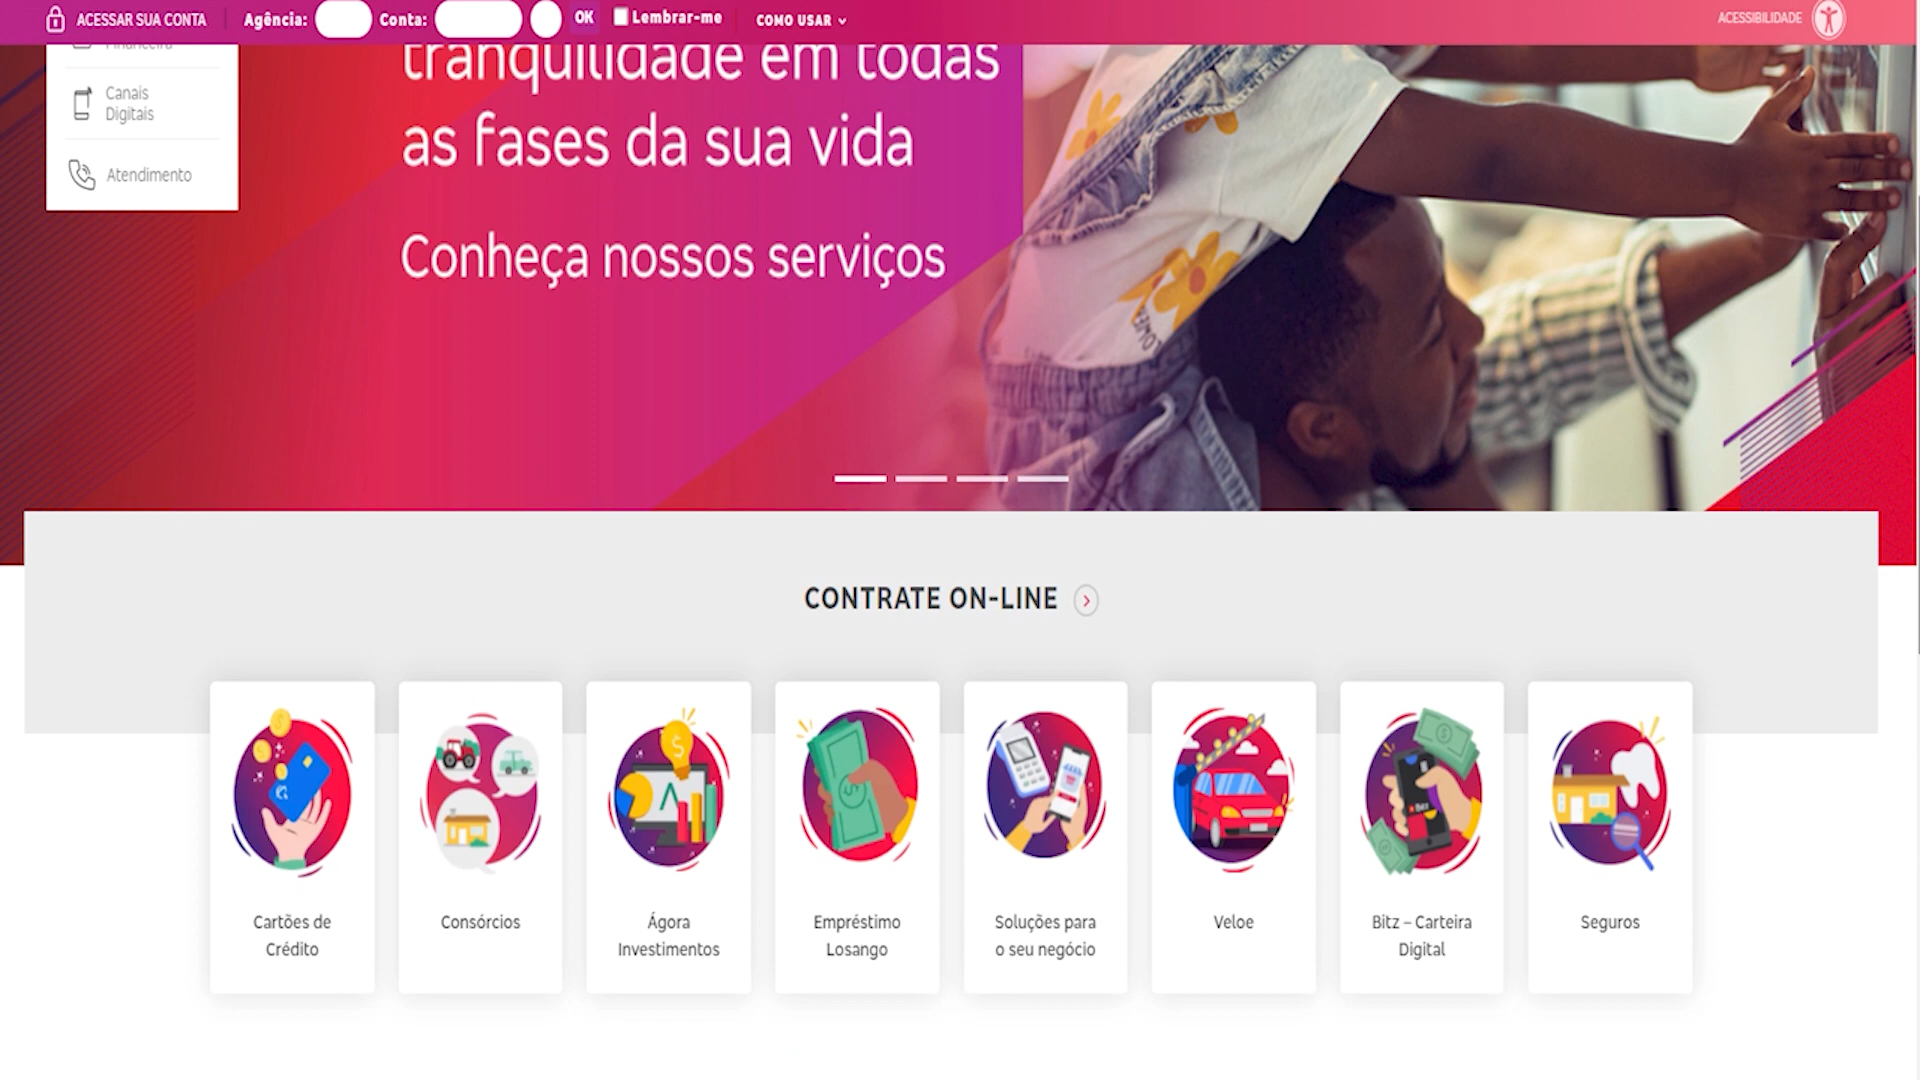 ACESSAR SUA CONTA
Agência:
Conta:
OK
Lembrar-me
COMO USAR
ACESSIBILIDADE
Financeira
Canais
Digitais
Atendimento
tranquilidade em todas
as fases da sua vida
Conheça nossos serviços
CONTRATE ON-LINE
Cartões de
Crédito
Consórcios
Ágora
Investimentos
Empréstimo
Losango
Soluções para
o seu negócio
Veloe
Bitz – Carteira
Digital
Seguros